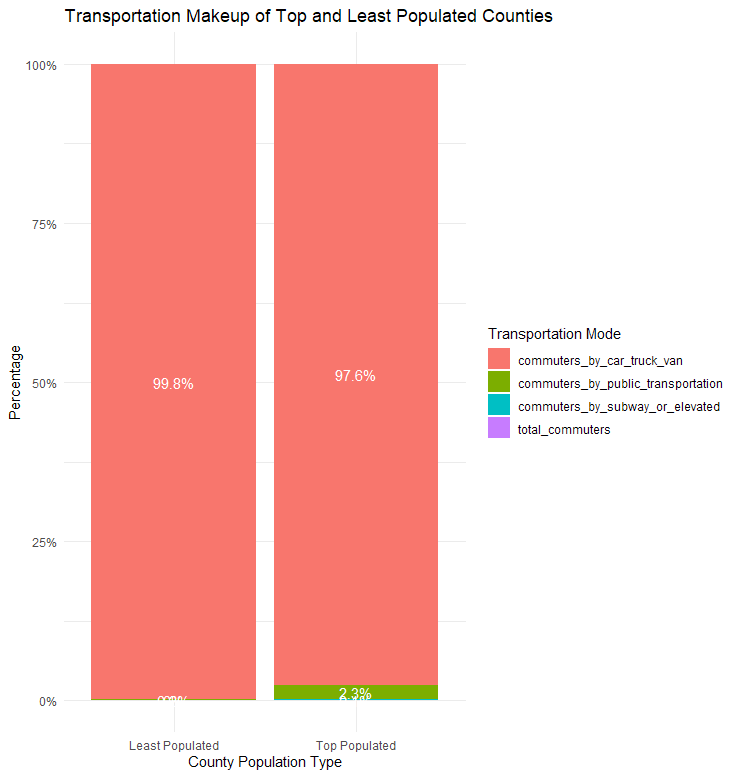 Transportation Makeup of Top and Least Populated Counties
100%
75%
50%
25%
0%
Percentage
99.8%
97.6%
2.3%
Least Populated
Top Populated
County Population Type
Transportation Mode
commuters_by_car_truck_van
commuters_by_public_transportation
commuters_by_subway_or_elevated
total_commuters